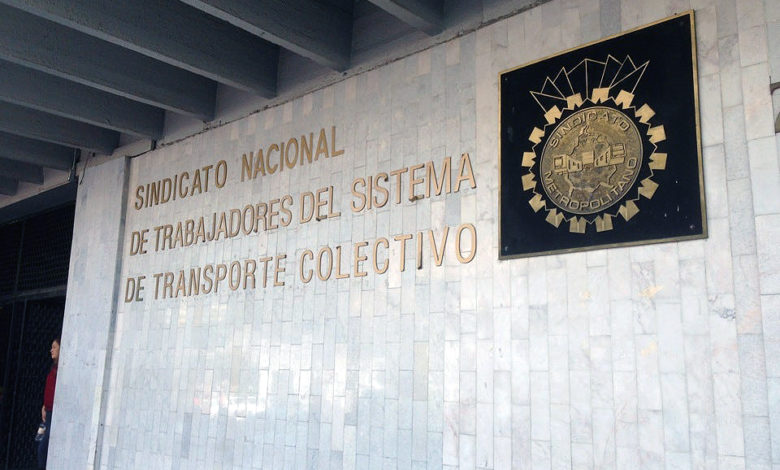 SINDICATO NACIONAL
DE TRABAJADORES DEL SISTEMA
DE TRANSPORTE COLECTIVO
SINDICATO
METROPOLITANO